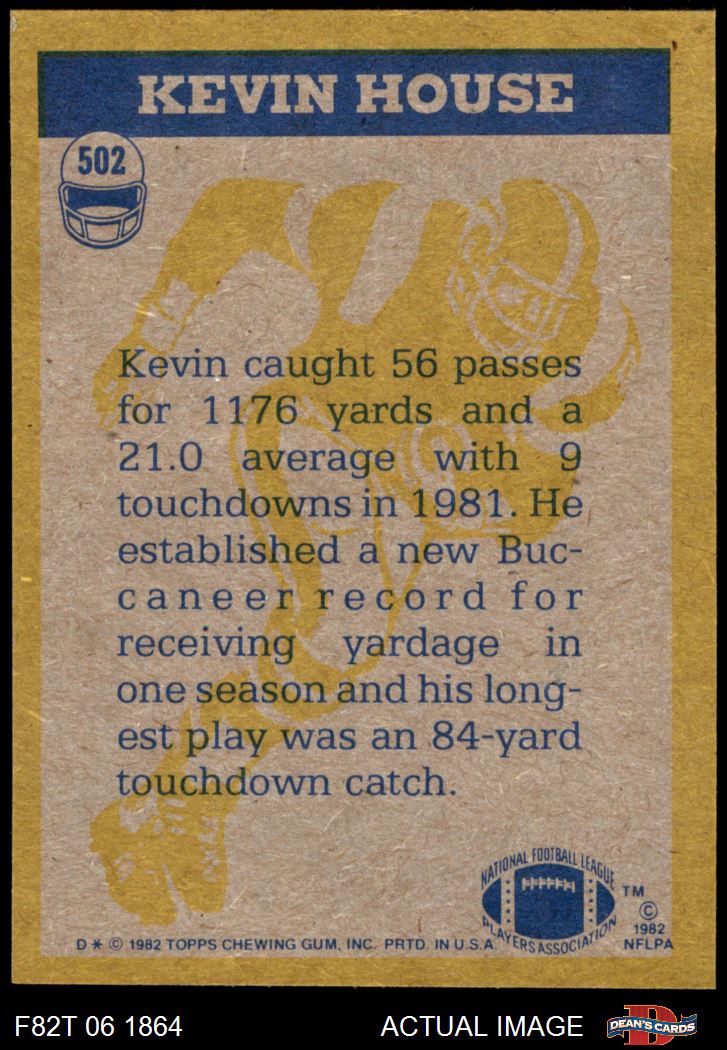 KEVIN HOUSE
502
Kevin caught 56 passes
for 1176 yards and a
21.0 average with 9
touchdowns in 1981. He
established a new Buc-
caneer record for
receiving yardage in
one season and his long-
est play was an 84-yard
touchdown catch.
NATIONAL FOOTBALL LEAGUE
PLAYERS ASSOCIATION
TM
©
1982
NFLPA
D * © 1982 TOPPS CHEWING GUM, INC. PRTD. IN U.S.A.
F82T 06 1864
ACTUAL IMAGE
D
DEAN'S CARDS